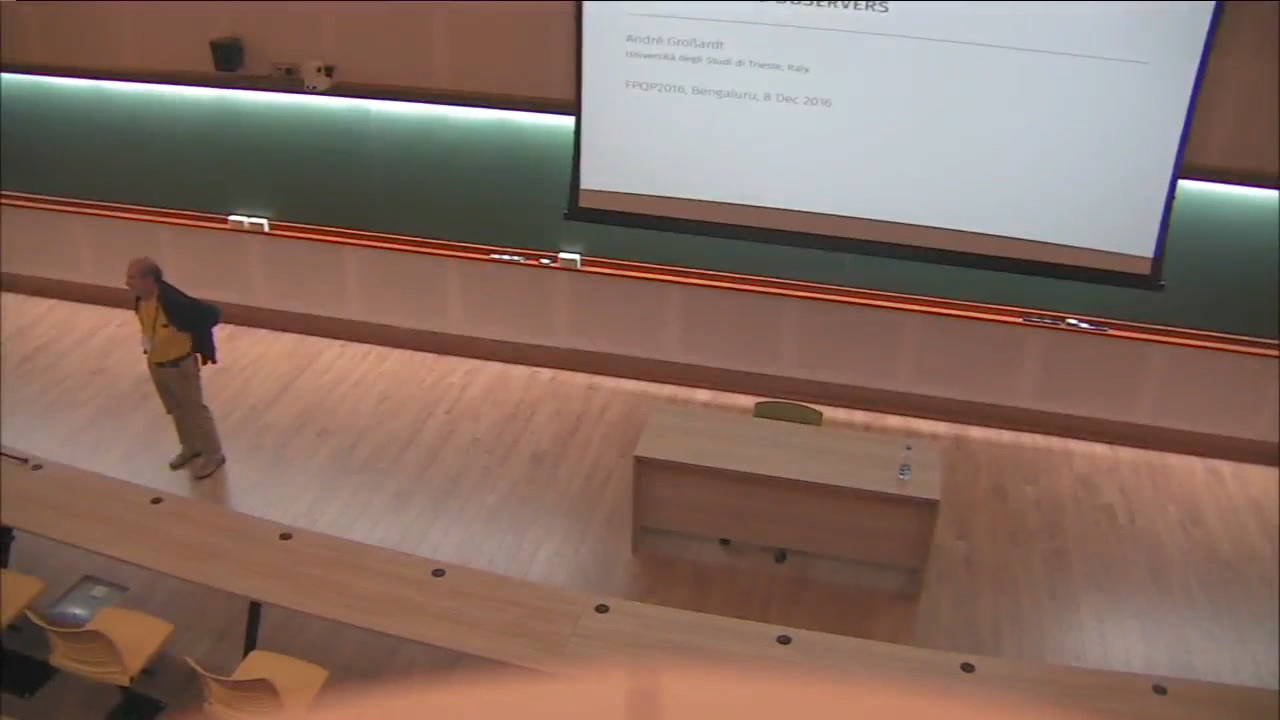 OBSERVERS
André Großardt
Università degli Studi di Trieste, Italy
FPQP2016, Bengaluru, 8 Dec 2016